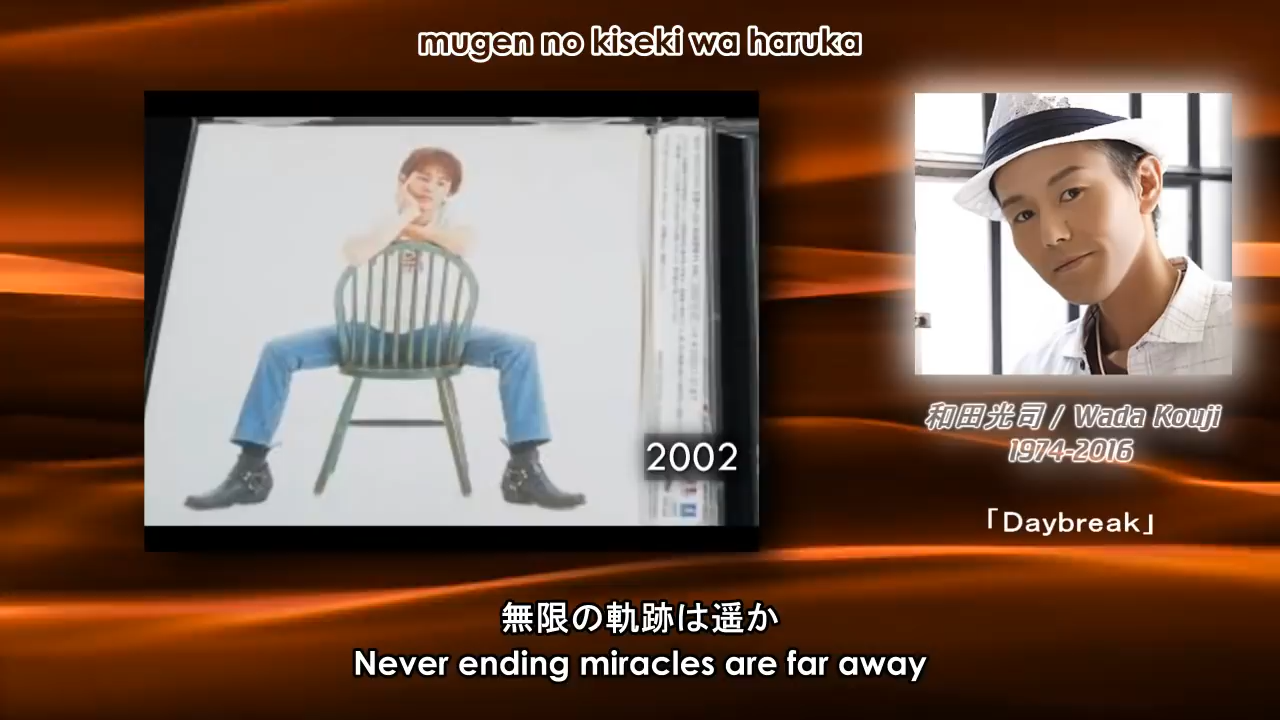 mugen no kiseki wa haruka
2002
和田光司 / Wada Kouji
1974-2016
「Daybreak」
無限の軌跡は遥か
Never ending miracles are far away